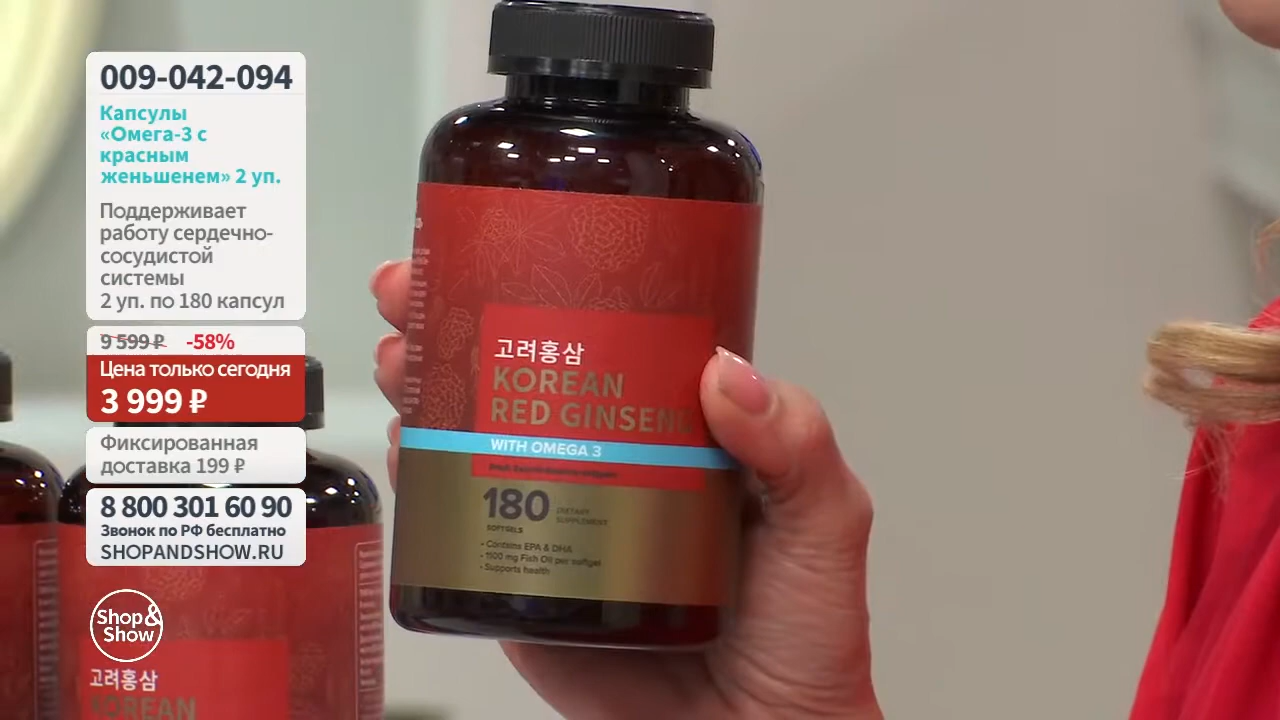 009-042-094
Капсулы
«Омега-3 с
красным
женьшенем» 2 уп.
Поддерживает
работу сердечно-
сосудистой
системы
2 уп. по 180 капсул
9 599 ₽ -58%
Цена только сегодня
3 999 ₽
Фиксированная
доставка 199 ₽
8 800 301 60 90
Звонок по РФ бесплатно
SHOPANDSHOW.RU
Shop&
Show
고려홍삼
KOREAN
RED GINSENG
WITH OMEGA 3
180
SOFTGELS
DIETARY
SUPPLEMENT
• Contains EPA & DHA
• 1100 mg Fish Oil per softgel
• Supports health
고려홍삼
KOREAN